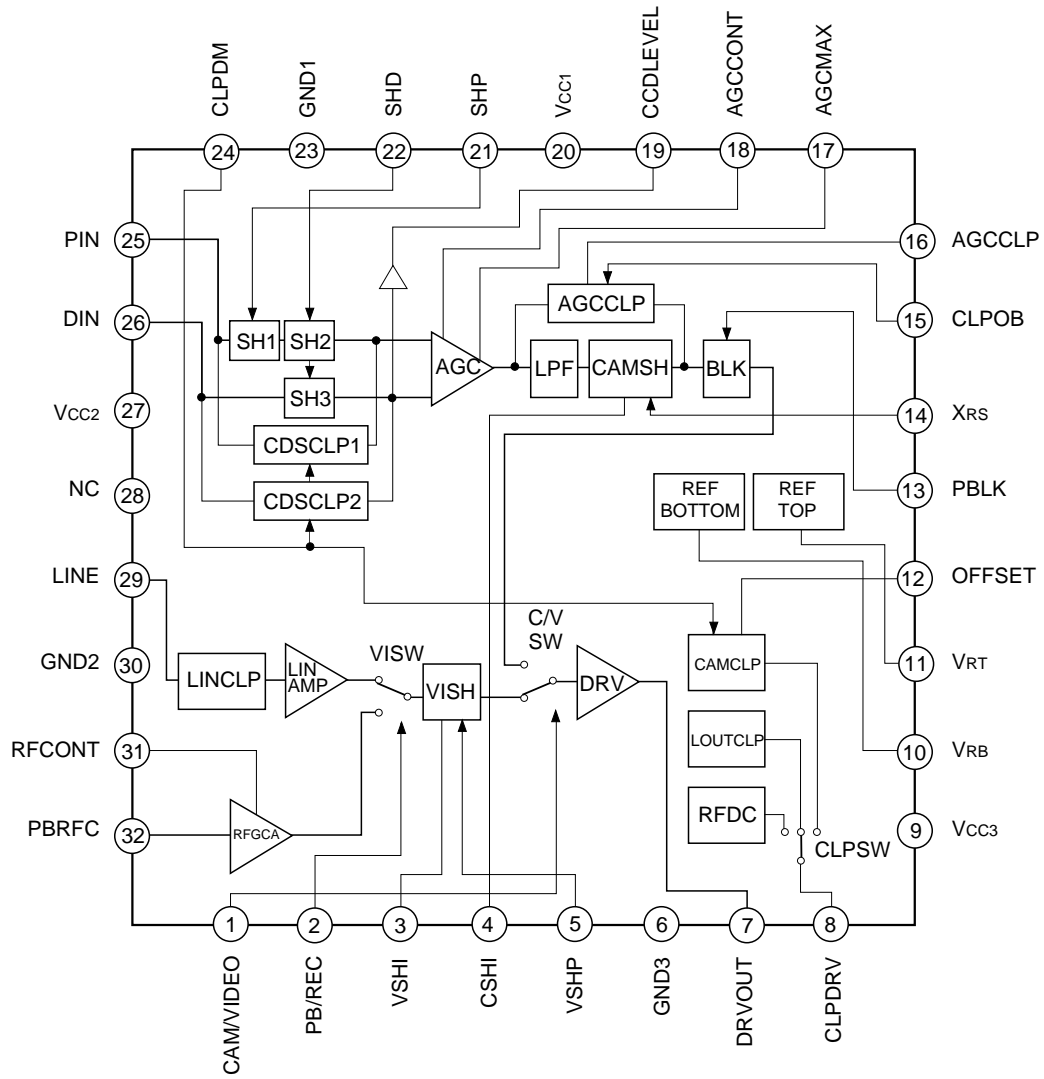 CLPDM
GND1
SHD
SHP
VCC1
CCDLEVEL
AGCCONT
AGCMAX
24
23
22
21
20
19
18
17
PIN
25
16
AGCCLP
AGCCLP
DIN
26
15
CLPOB
SH1
SH2
AGC
LPF
CAMSH
BLK
SH3
VCC2
27
14
XRS
CDSCLP1
NC
28
CDSCLP2
REF
BOTTOM
REF
TOP
13
PBLK
LINE
29
12
OFFSET
C/V
SW
GND2
30
LINCLP
LIN
AMP
VISW
VISH
DRV
CAMCLP
11
VRT
RFCONT
31
LOUTCLP
10
VRB
PBRFC
32
RFGCA
RFDC
CLPSW
9
VCC3
1
2
3
4
5
6
7
8
CAM/VIDEO
PB/REC
VSHI
CSHI
VSHP
GND3
DRVOUT
CLPDRV